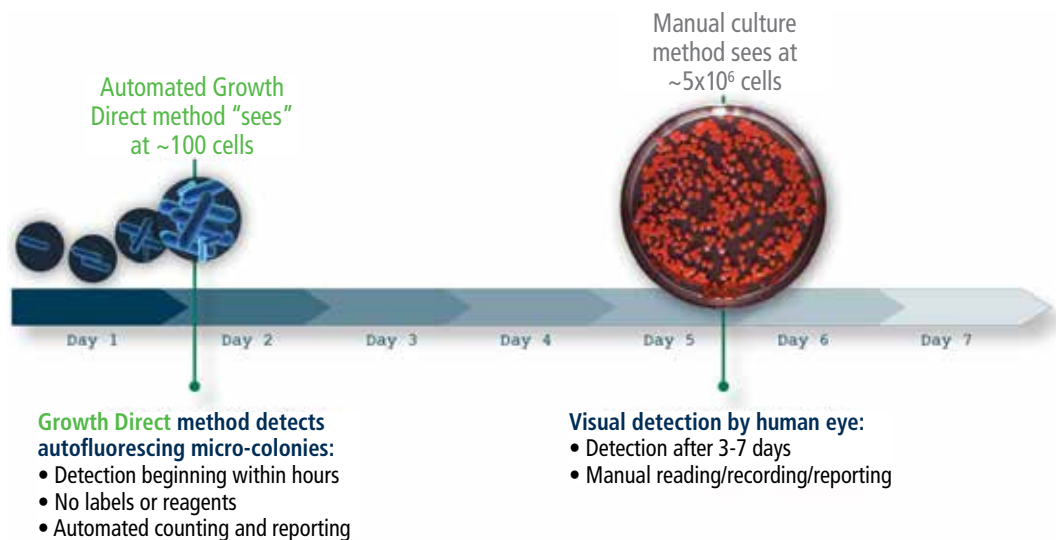 Manual culture
method sees at
~5x10⁶ cells
Automated Growth
Direct method “sees”
at ~100 cells
Day 1 Day 2 Day 3 Day 4 Day 5 Day 6 Day 7
Growth Direct method detects
autofluorescing micro-colonies:
• Detection beginning within hours
• No labels or reagents
• Automated counting and reporting
Visual detection by human eye:
• Detection after 3-7 days
• Manual reading/recording/reporting